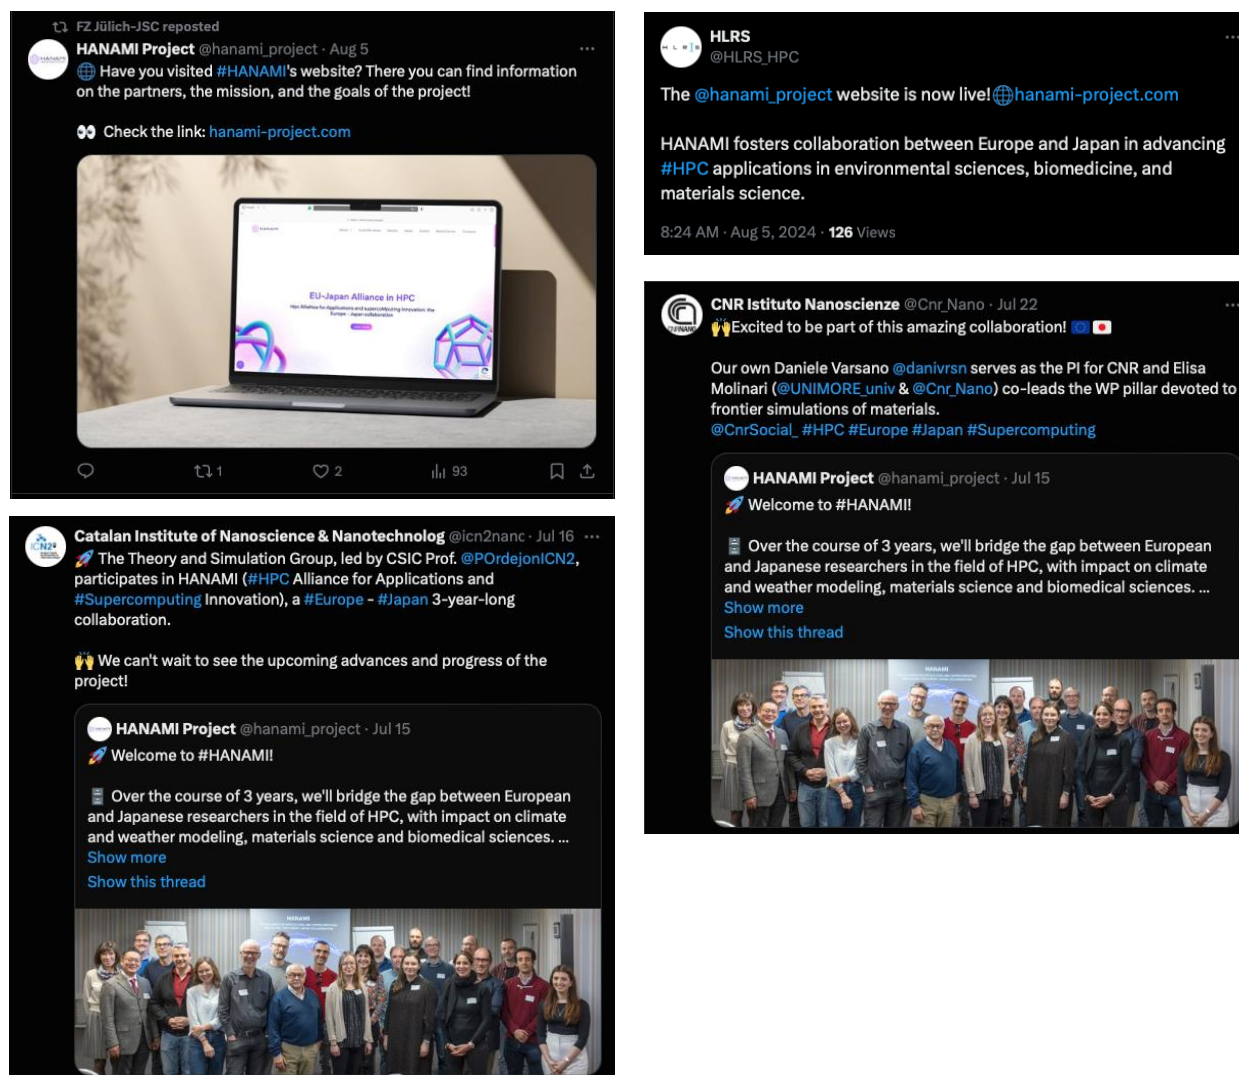 FZ Jülich-JSC reposted
HANAMI Project @hanami_project · Aug 5
🌐 Have you visited #HANAMI's website? There you can find information
on the partners, the mission, and the goals of the project!
👀 Check the link: hanami-project.com
EU-Japan Alliance in HPC
Hpc AlliaNce for Applications and supercoMputing Innovation: the
Europe - Japan collaboration
1
2
93
Catalan Institute of Nanoscience & Nanotechnolog @icn2nanc · Jul 16 ···
🚀 The Theory and Simulation Group, led by CSIC Prof. @POrdejonICN2,
participates in HANAMI (#HPC Alliance for Applications and
#Supercomputing Innovation), a #Europe - #Japan 3-year-long
collaboration.
🙌 We can't wait to see the upcoming advances and progress of the
project!
HANAMI Project @hanami_project · Jul 15
🚀 Welcome to #HANAMI!
🗄 Over the course of 3 years, we'll bridge the gap between European
and Japanese researchers in the field of HPC, with impact on climate
and weather modeling, materials science and biomedical sciences. ...
Show more
Show this thread
HANAMI
HLRS
@HLRS_HPC
The @hanami_project website is now live!🌐hanami-project.com
HANAMI fosters collaboration between Europe and Japan in advancing
#HPC applications in environmental sciences, biomedicine, and
materials science.
8:24 AM · Aug 5, 2024 · 126 Views
CNR Istituto Nanoscienze @Cnr_Nano · Jul 22
🙌Excited to be part of this amazing collaboration! 🇪🇺 🇯🇵
Our own Daniele Varsano @danivrsn serves as the PI for CNR and Elisa
Molinari (@UNIMORE_univ & @Cnr_Nano) co-leads the WP pillar devoted to
frontier simulations of materials.
@CnrSocial_ #HPC #Europe #Japan #Supercomputing
HANAMI Project @hanami_project · Jul 15
🚀 Welcome to #HANAMI!
🗄 Over the course of 3 years, we'll bridge the gap between European
and Japanese researchers in the field of HPC, with impact on climate
and weather modeling, materials science and biomedical sciences. ...
Show more
Show this thread
HANAMI